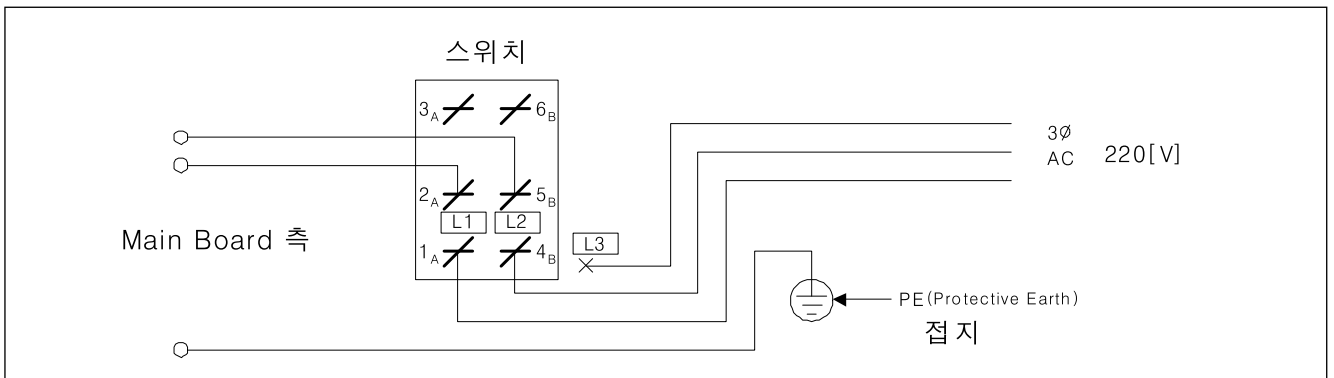 스위치
3A
6B
3Ø
AC
220[V]
2A
5B
L1
L2
Main Board 측
1A
4B
L3
PE(Protective Earth)
접지